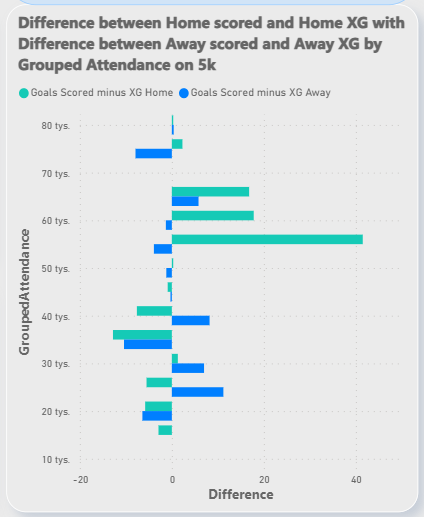 Difference between Home scored and Home XG with
Difference between Away scored and Away XG by
Grouped Attendance on 5k
Goals Scored minus XG Home Goals Scored minus XG Away
80 tys.
70 tys.
60 tys.
50 tys.
40 tys.
30 tys.
20 tys.
10 tys.
GroupedAttendance
-20 0 20 40
Difference